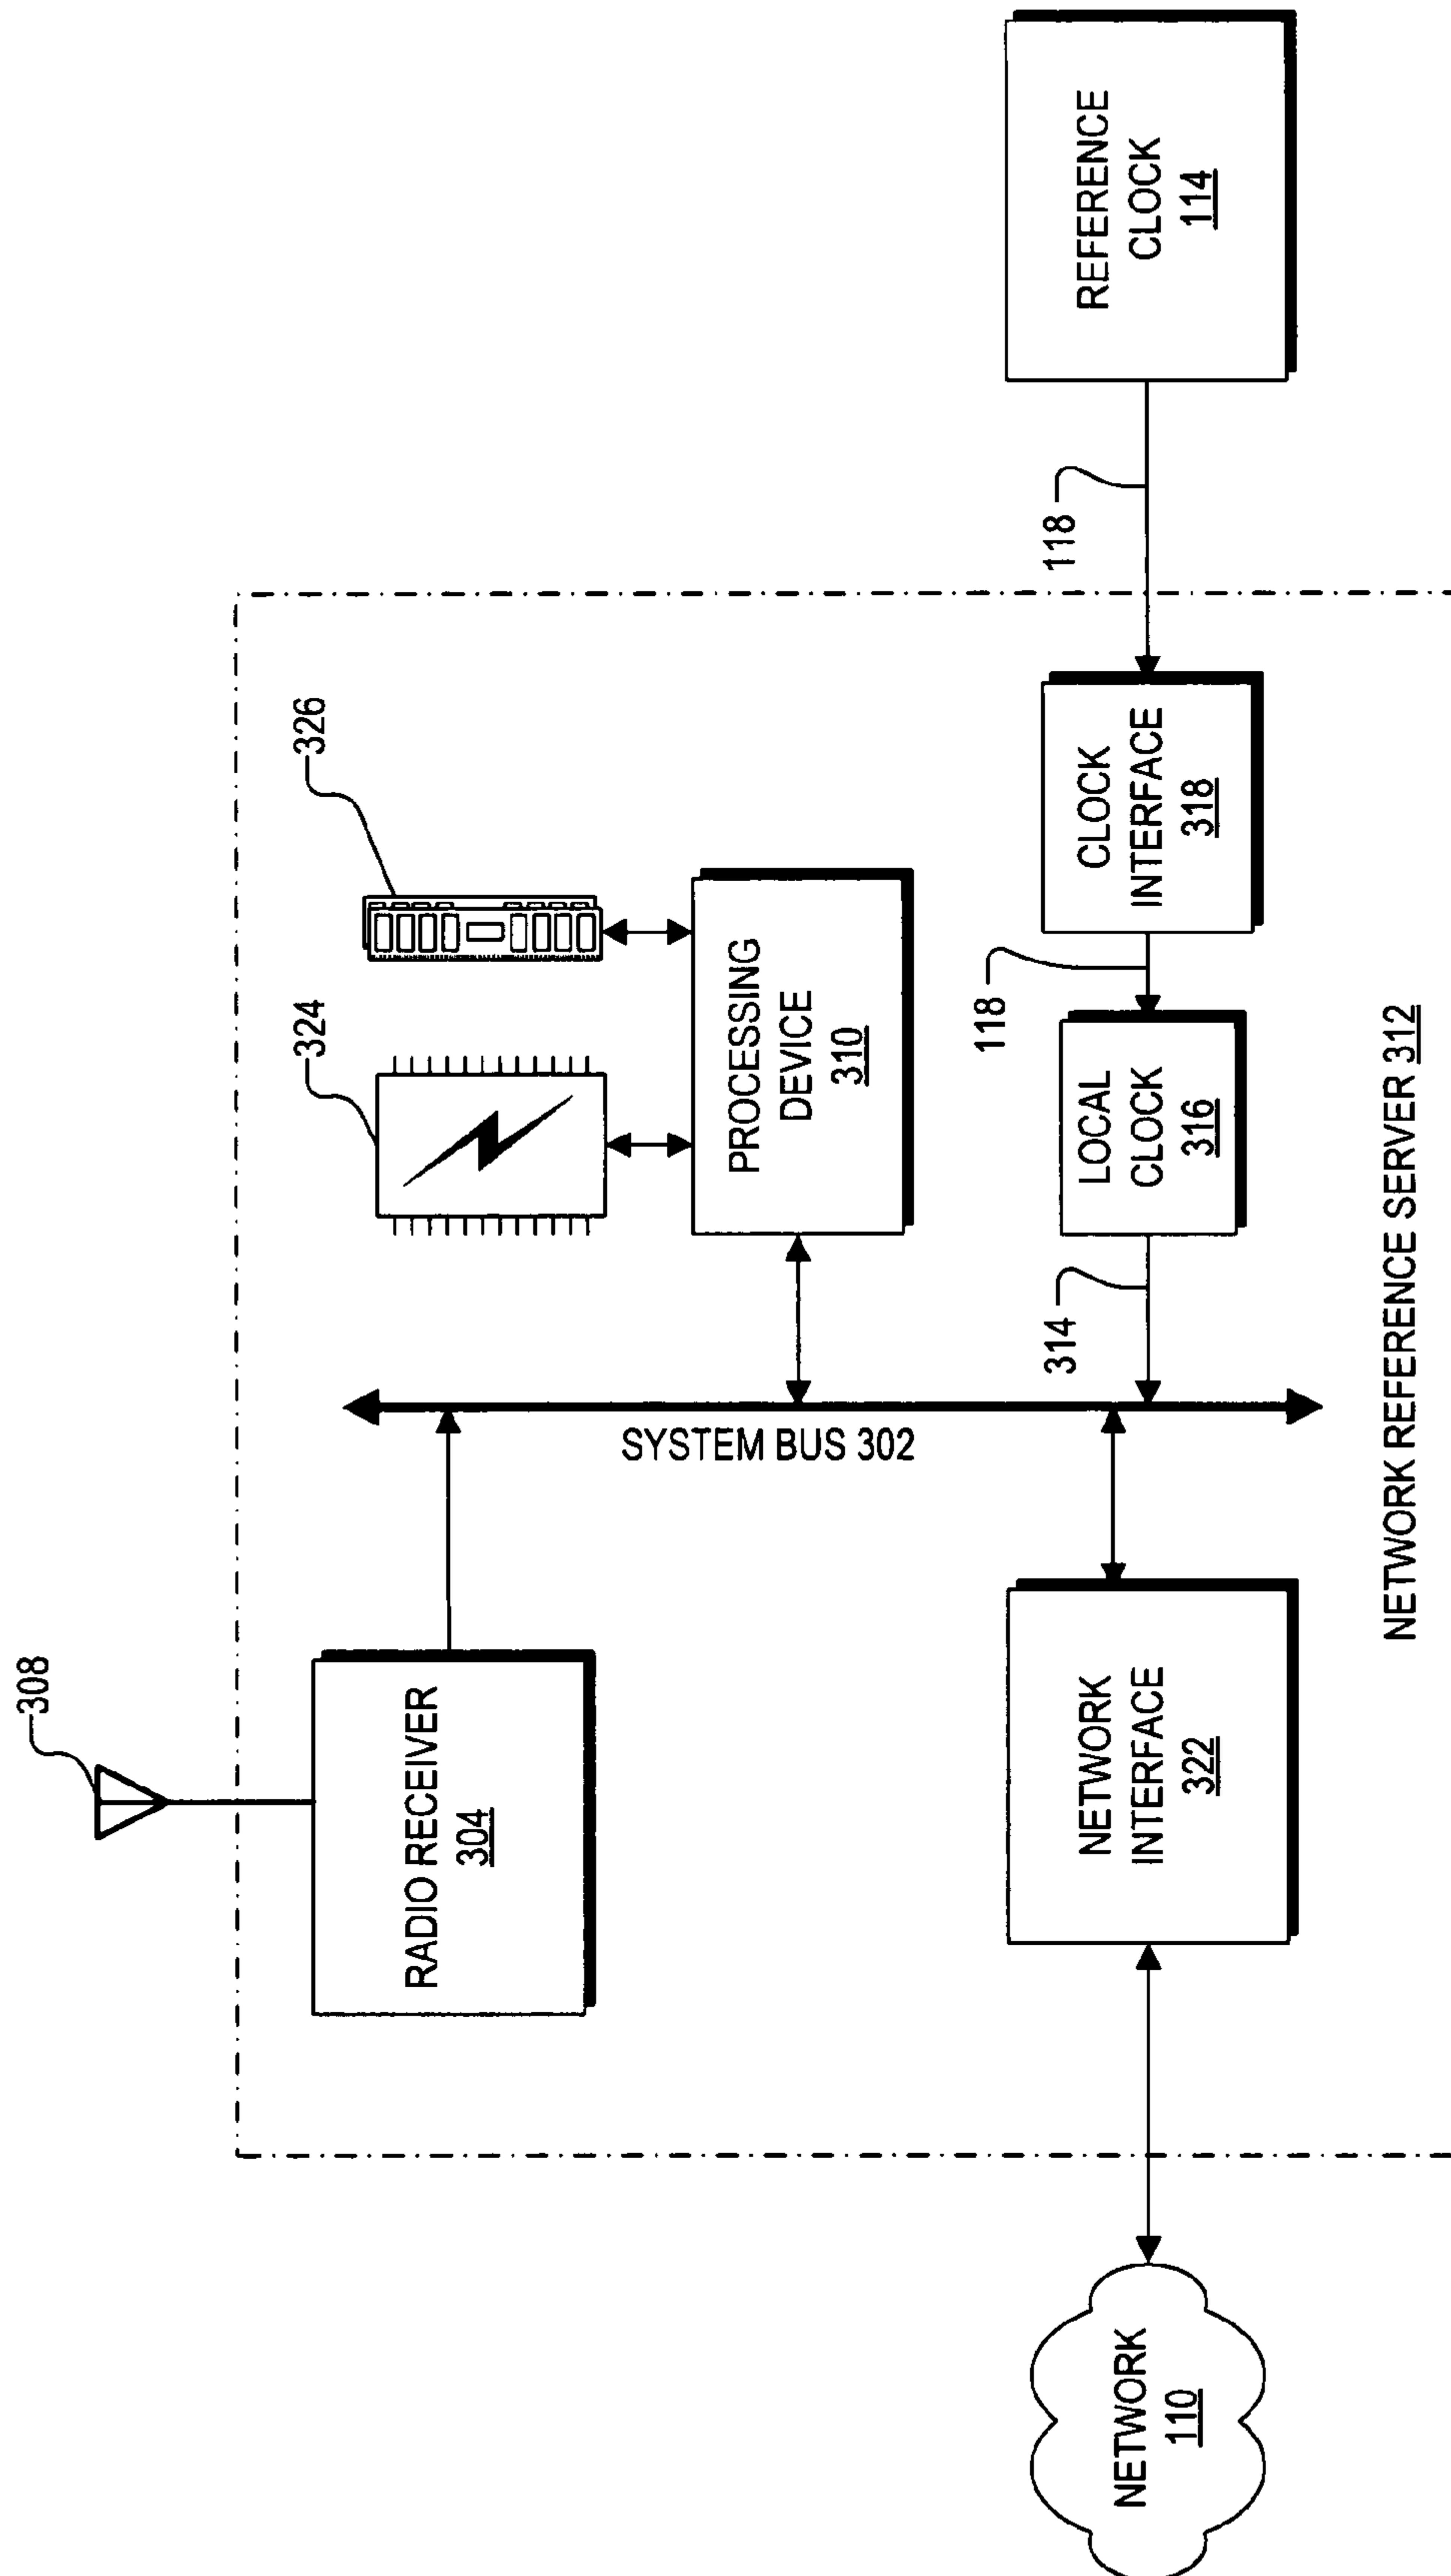 308
326
324
RADIO RECEIVER
304
PROCESSING
DEVICE
310
SYSTEM BUS 302
314
118
118
NETWORK
110
NETWORK
INTERFACE
322
LOCAL
CLOCK
316
CLOCK
INTERFACE
318
REFERENCE
CLOCK
114
NETWORK REFERENCE SERVER 312